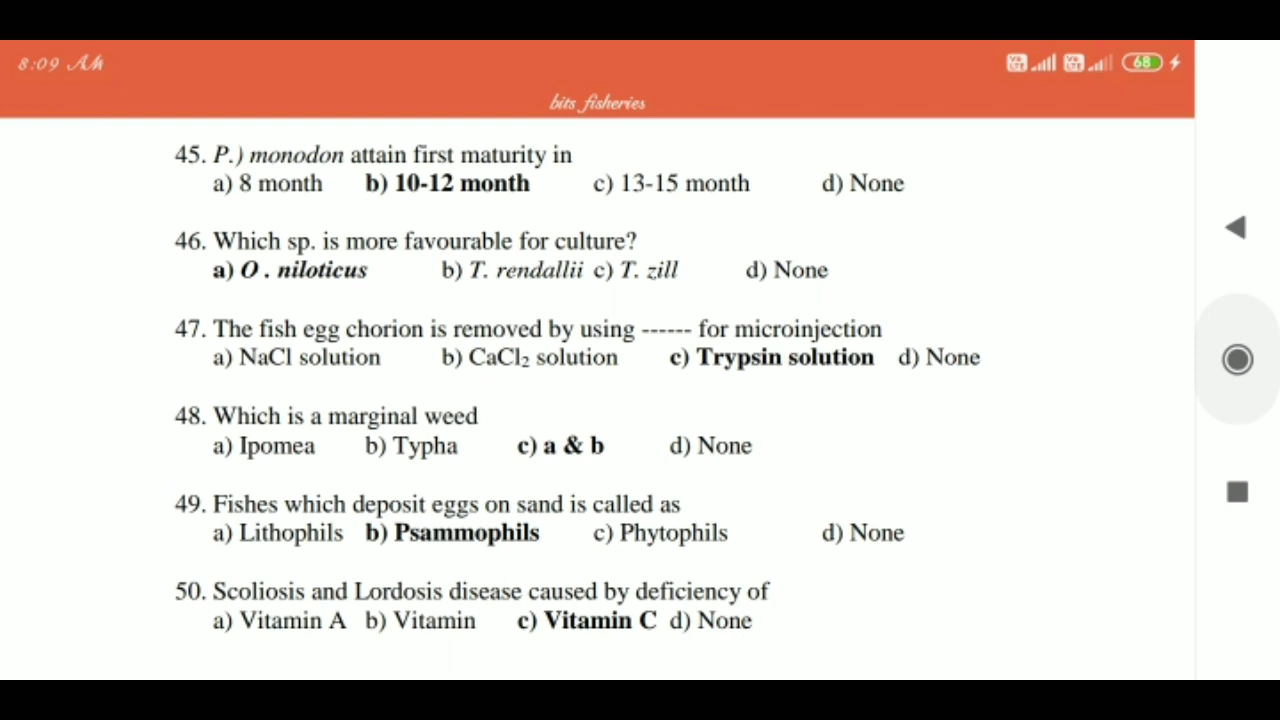 8:09 AM
68
bits fisheries
45. P.) monodon attain first maturity in
a) 8 month b) 10-12 month c) 13-15 month d) None
46. Which sp. is more favourable for culture?
a) O . niloticus b) T. rendallii c) T. zill d) None
47. The fish egg chorion is removed by using ------ for microinjection
a) NaCl solution b) CaCl₂ solution c) Trypsin solution d) None
48. Which is a marginal weed
a) Ipomea b) Typha c) a & b d) None
49. Fishes which deposit eggs on sand is called as
a) Lithophils b) Psammophils c) Phytophils d) None
50. Scoliosis and Lordosis disease caused by deficiency of
a) Vitamin A b) Vitamin c) Vitamin C d) None